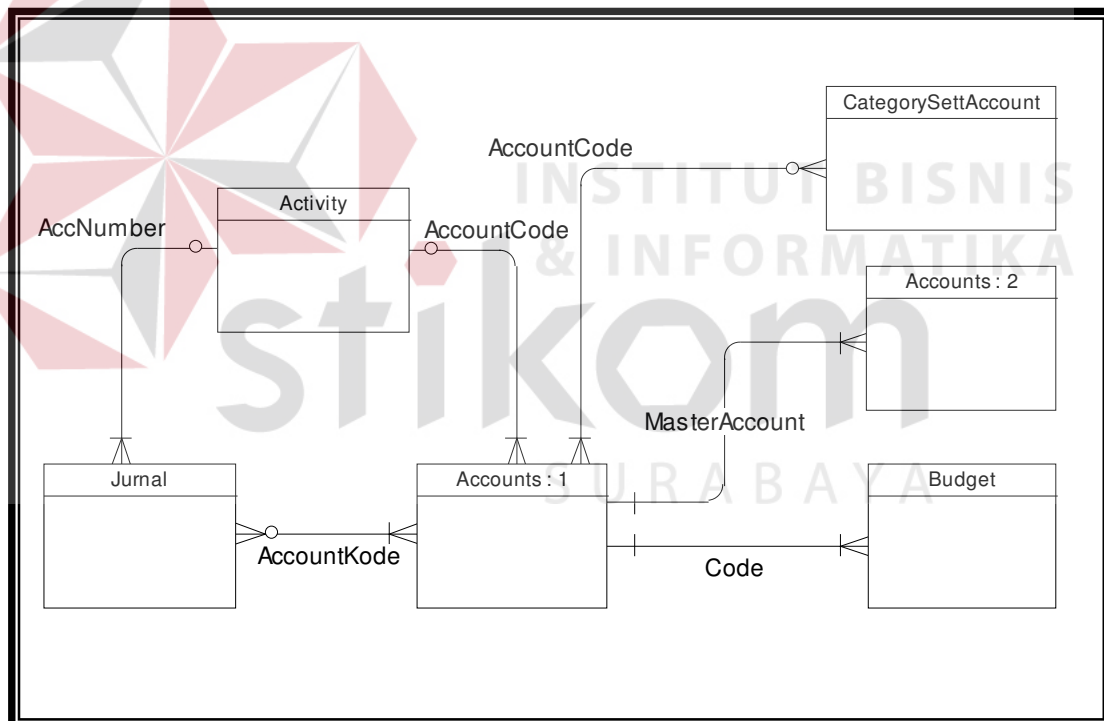 CategorySettAccount
AccountCode
INSTITUT BISNIS
Activity
AccNumber
AccountCode
& INFORMATIKA
Accounts : 2
stikom
MasterAccount
Jurnal
Accounts : 1
SURABAYA
Budget
AccountKode
Code